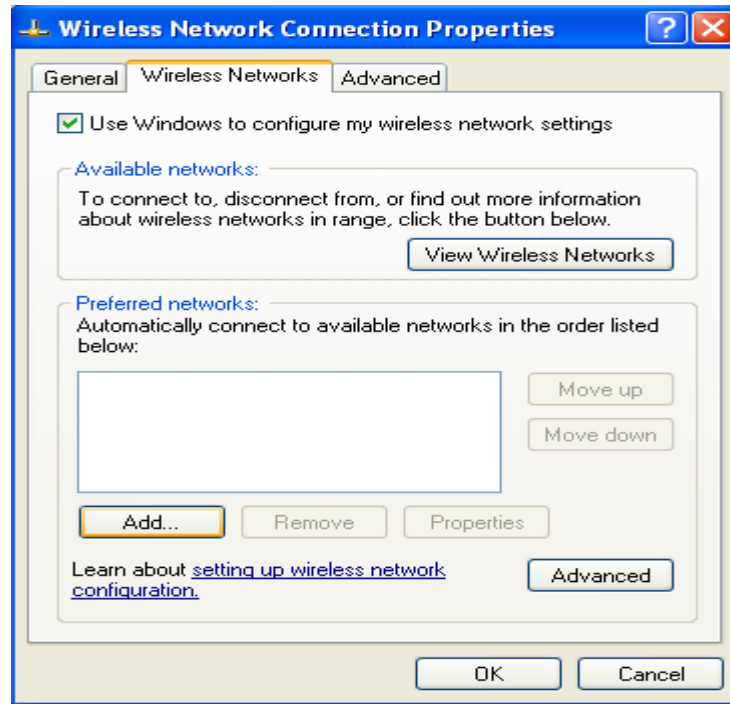 Wireless Network Connection Properties
General Wireless Networks Advanced
Use Windows to configure my wireless network settings
Available networks:
To connect to, disconnect from, or find out more information
about wireless networks in range, click the button below.
View Wireless Networks
Preferred networks:
Automatically connect to available networks in the order listed
below:
Move up
Move down
Add... Remove Properties
Learn about setting up wireless network
configuration.
Advanced
OK Cancel